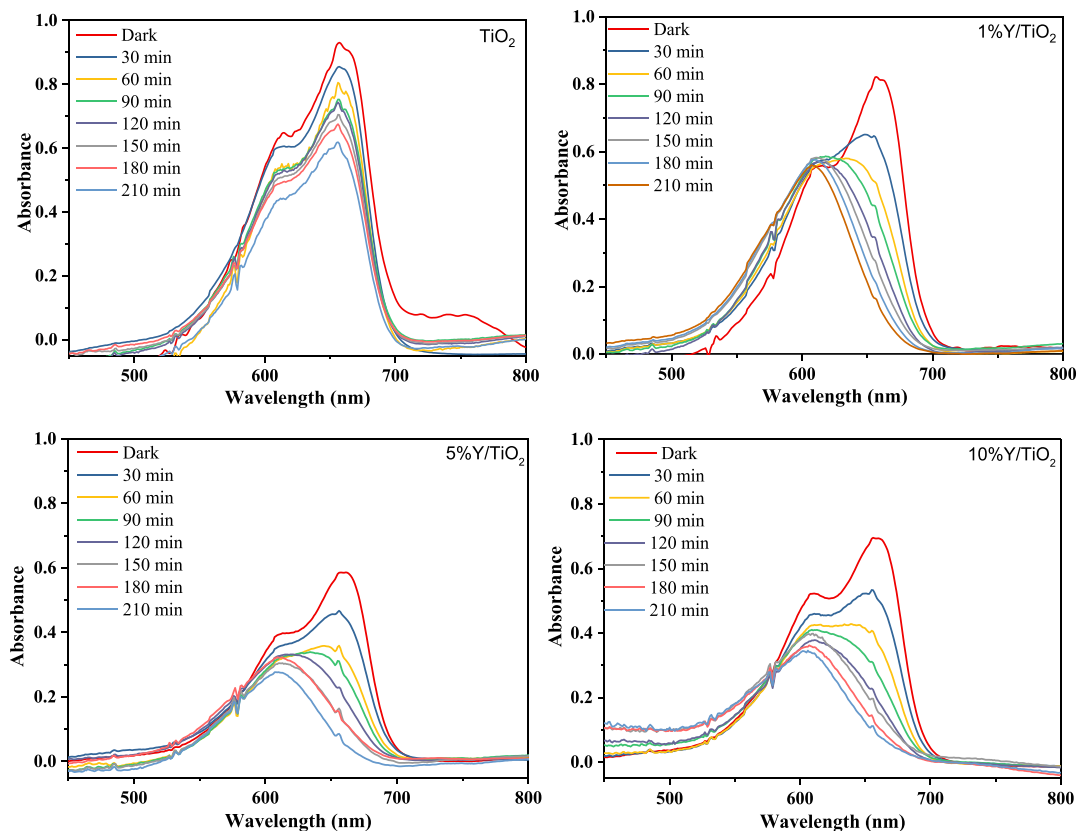 TiO2
Dark
30 min
60 min
90 min
120 min
150 min
180 min
210 min
1.0
0.8
0.6
0.4
0.2
0.0
Absorbance
500
600
700
800
Wavelength (nm)
1%Y/TiO2
Dark
30 min
60 min
90 min
120 min
150 min
180 min
210 min
1.0
0.8
0.6
0.4
0.2
0.0
Absorbance
500
600
700
800
Wavelength (nm)
5%Y/TiO2
Dark
30 min
60 min
90 min
120 min
150 min
180 min
210 min
1.0
0.8
0.6
0.4
0.2
0.0
Absorbance
500
600
700
800
Wavelength (nm)
10%Y/TiO2
Dark
30 min
60 min
90 min
120 min
150 min
180 min
210 min
1.0
0.8
0.6
0.4
0.2
0.0
Absorbance
500
600
700
800
Wavelength (nm)